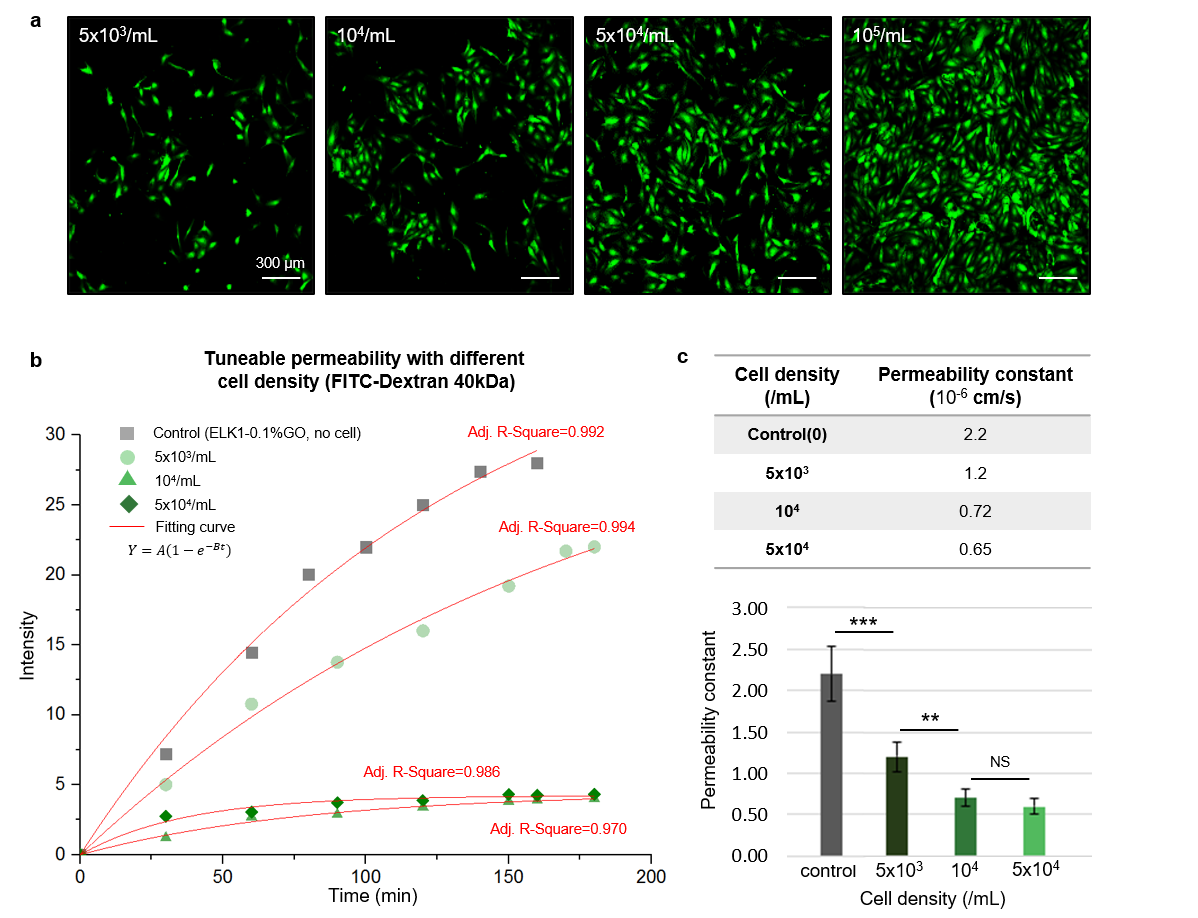 a
5x10³/mL
10⁴/mL
5x10⁴/mL
10⁵/mL
300 µm
b
Tuneable permeability with different
cell density (FITC-Dextran 40kDa)
Control (ELK1-0.1%GO, no cell)
5x10³/mL
10⁴/mL
5x10⁴/mL
Fitting curve
Y = A(1 − e⁻ᴮᵗ)
Adj. R-Square=0.992
Adj. R-Square=0.994
Adj. R-Square=0.986
Adj. R-Square=0.970
Intensity
30
25
20
15
10
5
0
0 50 100 150 200
Time (min)
c
Cell density
(/mL)
Permeability constant
(10⁻⁶ cm/s)
Control(0) 2.2
5x10³ 1.2
10⁴ 0.72
5x10⁴ 0.65
Permeability constant
3.00
2.50
2.00
1.50
1.00
0.50
0.00
***
**
NS
control 5x10³ 10⁴ 5x10⁴
Cell density (/mL)